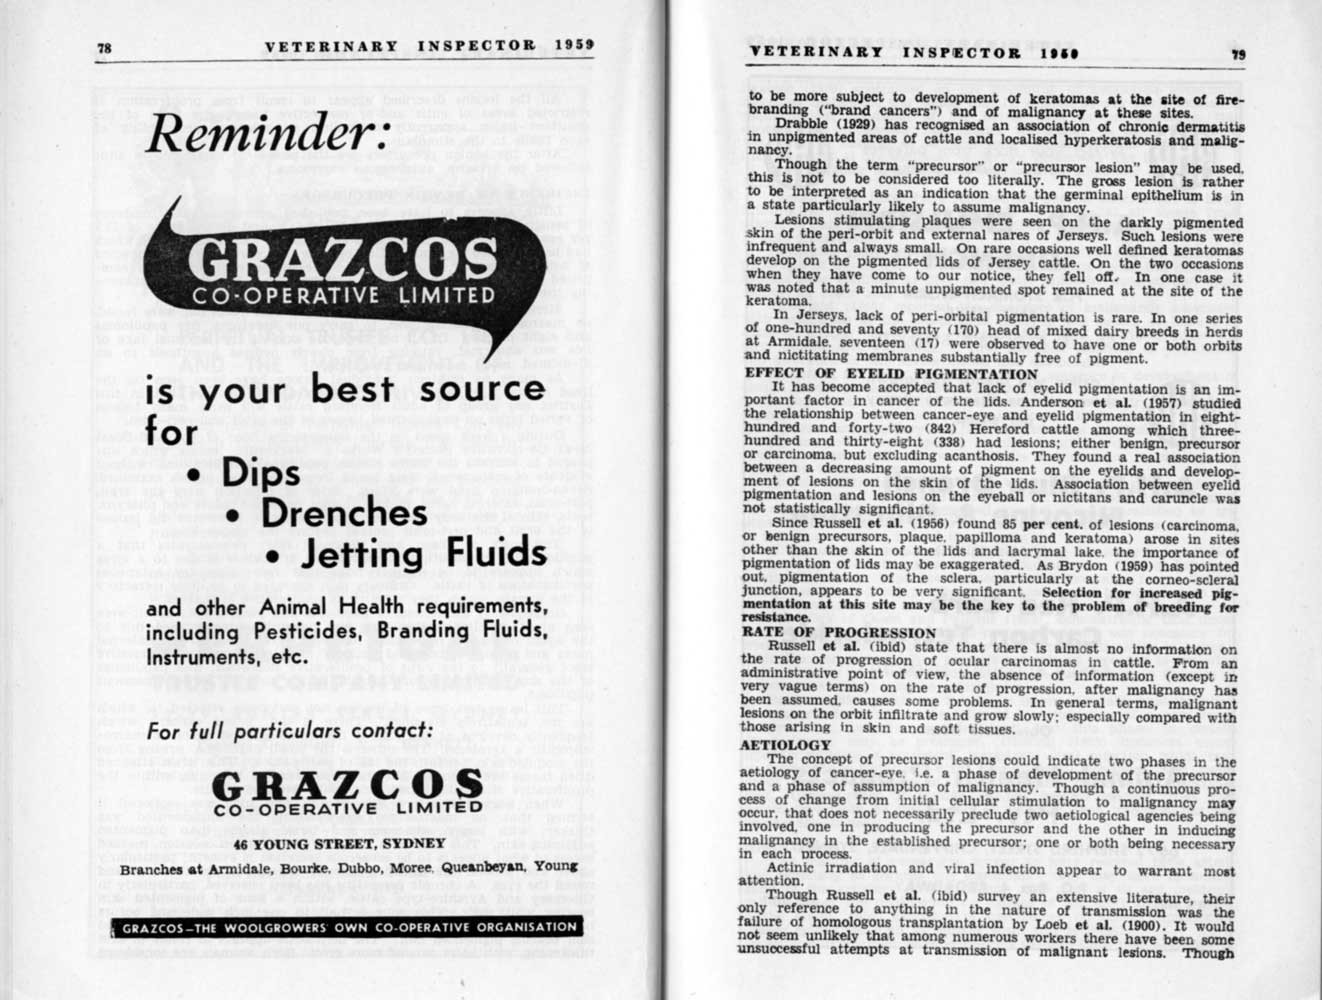 78 VETERINARY INSPECTOR 1959
Reminder:
GRAZCOS
CO-OPERATIVE LIMITED
is your best source
for
• Dips
• Drenches
• Jetting Fluids
and other Animal Health requirements,
including Pesticides, Branding Fluids,
Instruments, etc.
For full particulars contact:
GRAZCOS
CO-OPERATIVE LIMITED
46 YOUNG STREET, SYDNEY
Branches at Armidale, Bourke, Dubbo, Moree, Queanbeyan, Young
GRAZCOS—THE WOOLGROWERS' OWN CO-OPERATIVE ORGANISATION
VETERINARY INSPECTOR 1959 79
to be more subject to development of keratomas at the site of fire-
branding ("brand cancers") and of malignancy at these sites.
Drabble (1929) has recognised an association of chronic dermatitis
in unpigmented areas of cattle and localised hyperkeratosis and malig-
nancy.
Though the term "precursor" or "precursor lesion" may be used,
this is not to be considered too literally. The gross lesion is rather
to be interpreted as an indication that the germinal epithelium is in
a state particularly likely to assume malignancy.
Lesions stimulating plaques were seen on the darkly pigmented
skin of the peri-orbit and external nares of Jerseys. Such lesions were
infrequent and always small. On rare occasions well defined keratomas
develop on the pigmented lids of Jersey cattle. On the two occasions
when they have come to our notice, they fell off. In one case it
was noted that a minute unpigmented spot remained at the site of the
keratoma.
In Jerseys, lack of peri-orbital pigmentation is rare. In one series
of one-hundred and seventy (170) head of mixed dairy breeds in herds
at Armidale, seventeen (17) were observed to have one or both orbits
and nictitating membranes substantially free of pigment.
EFFECT OF EYELID PIGMENTATION
It has become accepted that lack of eyelid pigmentation is an im-
portant factor in cancer of the lids. Anderson et al. (1957) studied
the relationship between cancer-eye and eyelid pigmentation in eight-
hundred and forty-two (842) Hereford cattle among which three-
hundred and thirty-eight (338) had lesions; either benign, precursor
or carcinoma, but excluding acanthosis. They found a real association
between a decreasing amount of pigment on the eyelids and develop-
ment of lesions on the skin of the lids. Association between eyelid
pigmentation and lesions on the eyeball or nictitans and caruncle was
not statistically significant.
Since Russell et al. (1956) found 85 per cent. of lesions (carcinoma,
or benign precursors, plaque, papilloma and keratoma) arose in sites
other than the skin of the lids and lacrymal lake, the importance of
pigmentation of lids may be exaggerated. As Brydon (1959) has pointed
out, pigmentation of the sclera, particularly at the corneo-scleral
junction, appears to be very significant. Selection for increased pig-
mentation at this site may be the key to the problem of breeding for
resistance.
RATE OF PROGRESSION
Russell et al. (ibid) state that there is almost no information on
the rate of progression of ocular carcinomas in cattle. From an
administrative point of view, the absence of information (except in
very vague terms) on the rate of progression, after malignancy has
been assumed, causes some problems. In general terms, malignant
lesions on the orbit infiltrate and grow slowly; especially compared with
those arising in skin and soft tissues.
AETIOLOGY
The concept of precursor lesions could indicate two phases in the
aetiology of cancer-eye, i.e. a phase of development of the precursor
and a phase of assumption of malignancy. Though a continuous pro-
cess of change from initial cellular stimulation to malignancy may
occur, that does not necessarily preclude two aetiological agencies being
involved, one in producing the precursor and the other in inducing
malignancy in the established precursor; one or both being necessary
in each process.
Actinic irradiation and viral infection appear to warrant most
attention.
Though Russell et al. (ibid) survey an extensive literature, their
only reference to anything in the nature of transmission was the
failure of homologous transplantation by Loeb et al. (1900). It would
not seem unlikely that among numerous workers there have been some
unsuccessful attempts at transmission of malignant lesions. Though